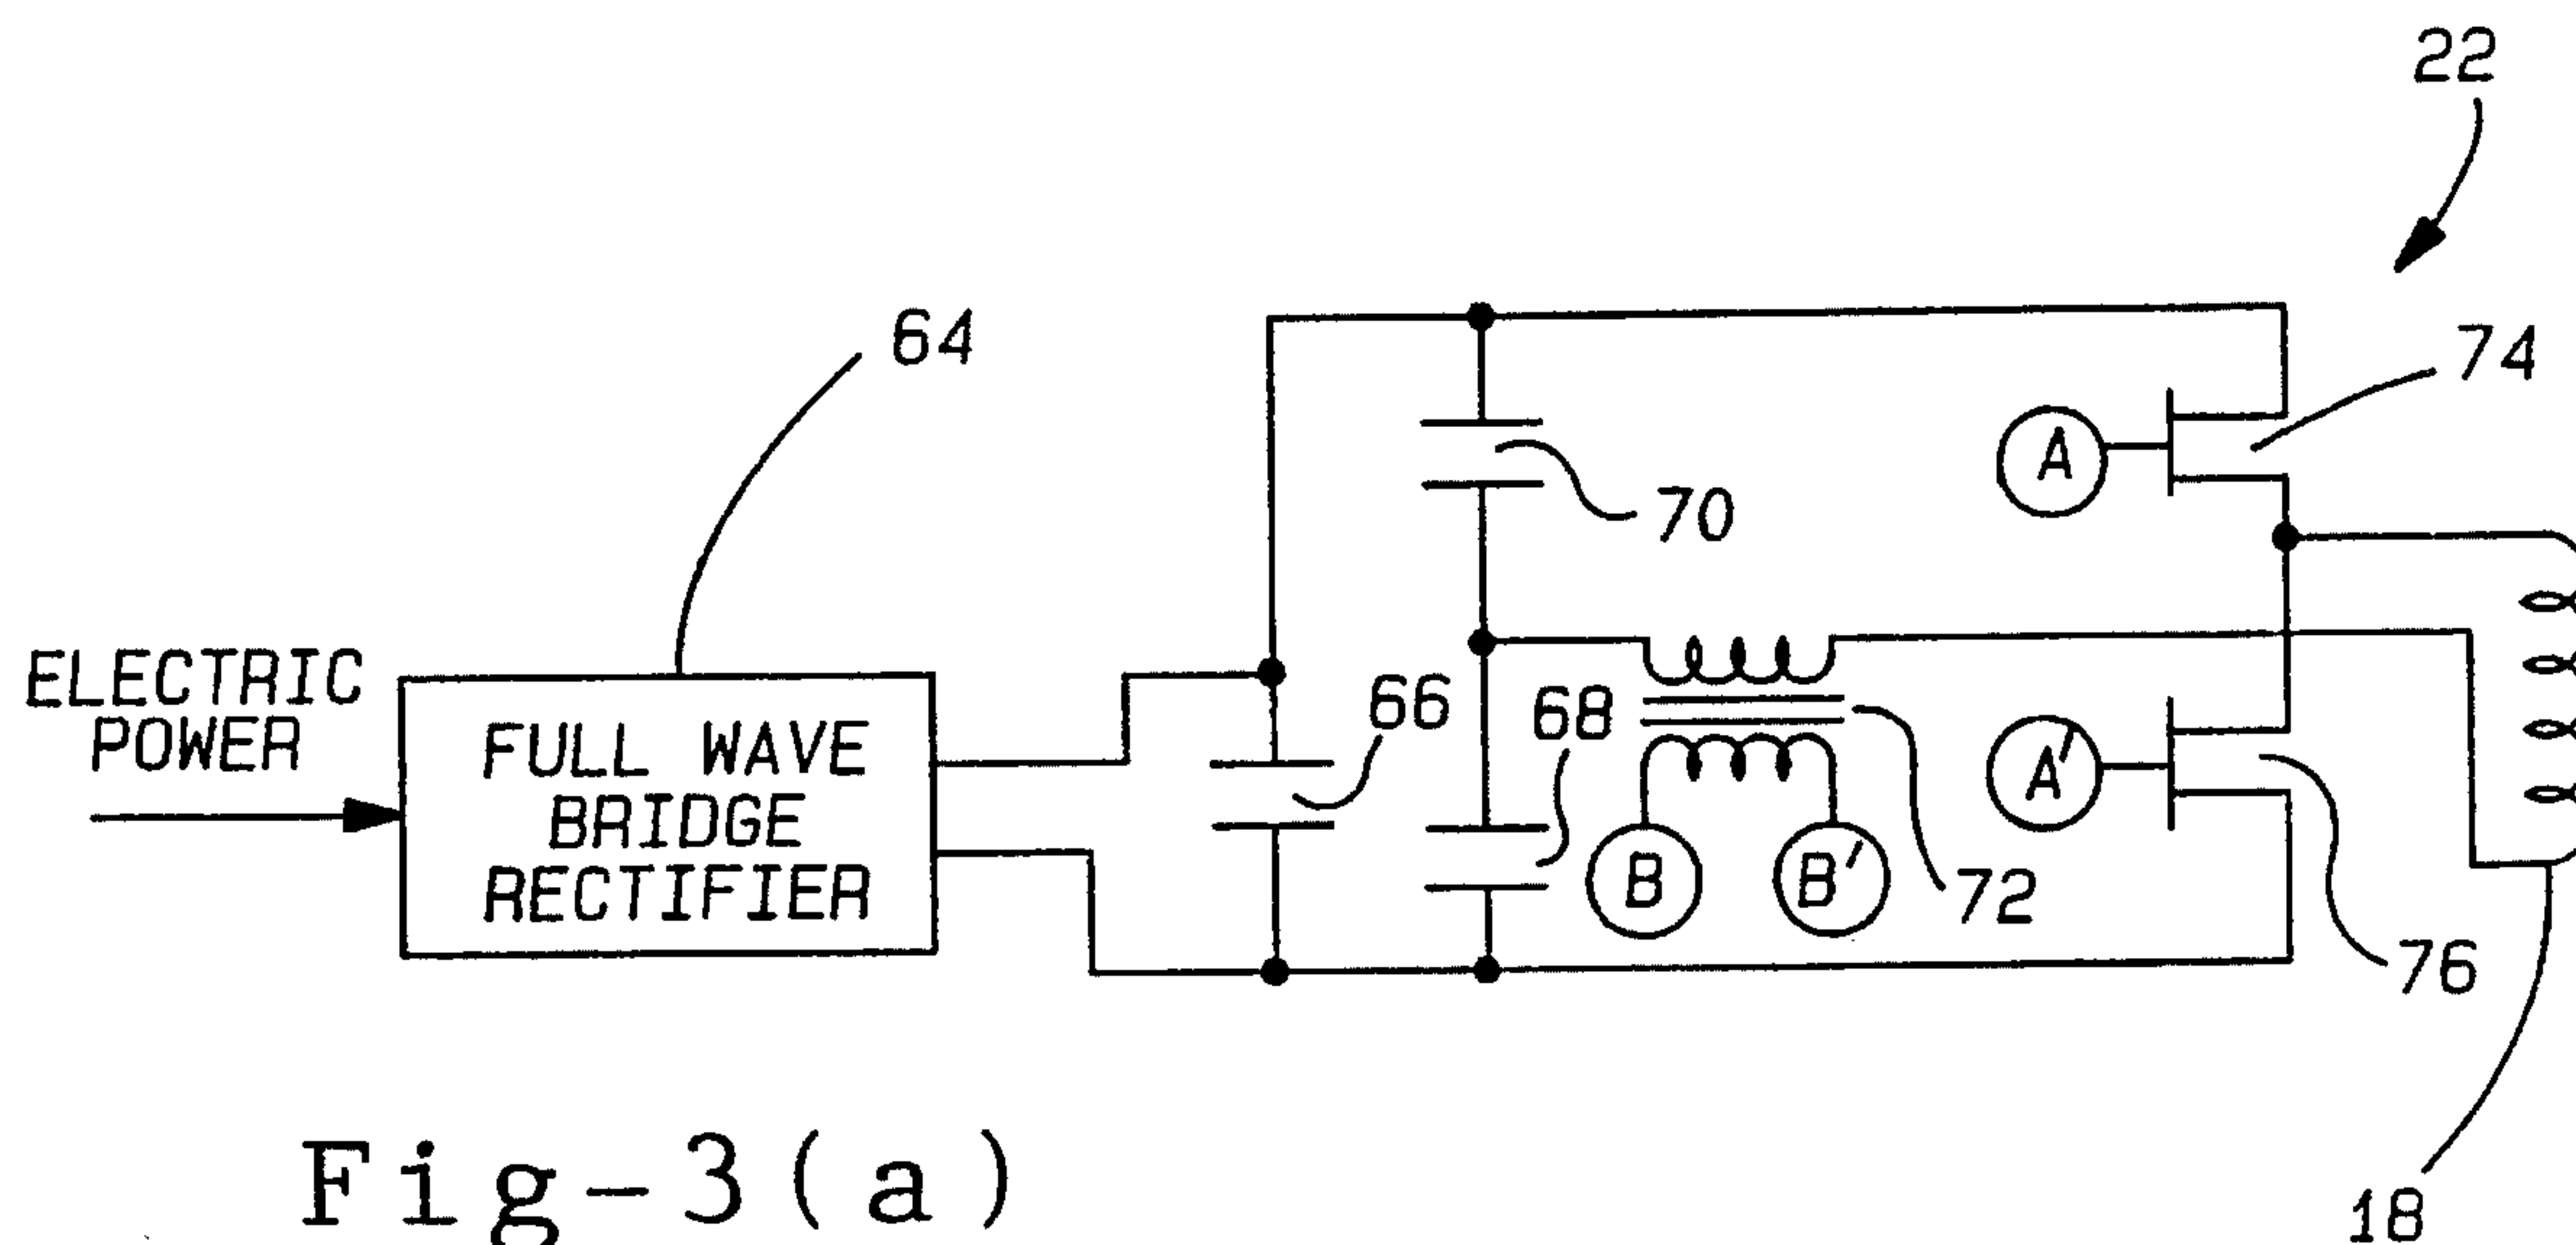 22
64
74
A
70
ELECTRIC
POWER
FULL WAVE
BRIDGE
RECTIFIER
66
68
A'
B
B'
72
76
18
Fig-3(a)